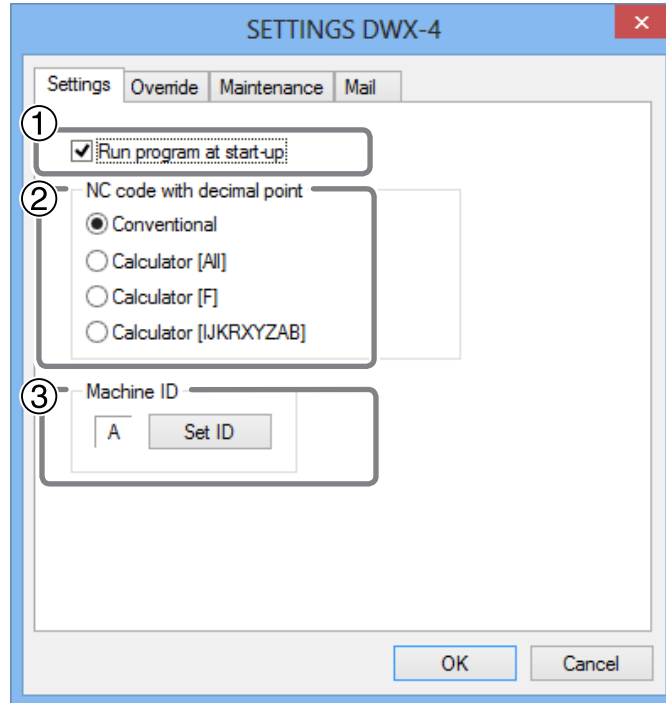 SETTINGS DWX-4
Settings Override Maintenance Mail
①
Run program at start-up
②
NC code with decimal point
Conventional
Calculator [All]
Calculator [F]
Calculator [IJKRXYZAB]
③
Machine ID
A Set ID
OK Cancel